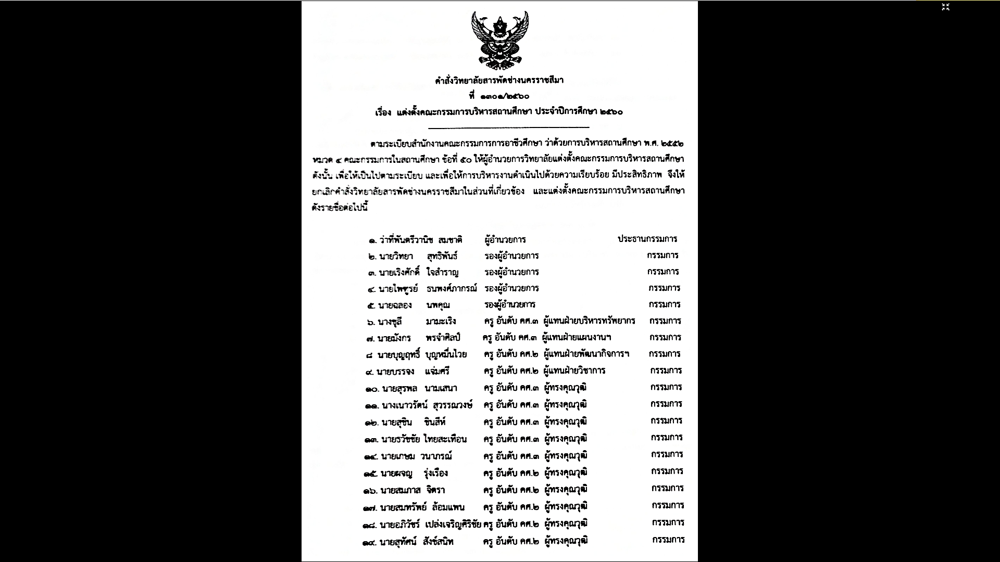 คำสั่งวิทยาลัยสารพัดช่างนครราชสีมา
ที่ ๑๓๐๑/๒๕๖๐
เรื่อง แต่งตั้งคณะกรรมการบริหารสถานศึกษา ประจำปีการศึกษา ๒๕๖๐
ตามระเบียบสำนักงานคณะกรรมการการอาชีวศึกษา ว่าด้วยการบริหารสถานศึกษา พ.ศ. ๒๕๕๒
หมวด ๔ คณะกรรมการในสถานศึกษา ข้อที่ ๕๐ ให้ผู้อำนวยการวิทยาลัยแต่งตั้งคณะกรรมการบริหารสถานศึกษา
ดังนั้น เพื่อให้เป็นไปตามระเบียบ และเพื่อให้การบริหารงานดำเนินไปด้วยความเรียบร้อย มีประสิทธิภาพ จึงให้
ยกเลิกคำสั่งวิทยาลัยสารพัดช่างนครราชสีมาในส่วนที่เกี่ยวข้อง และแต่งตั้งคณะกรรมการบริหารสถานศึกษา
ดังรายชื่อต่อไปนี้
๑. ว่าที่พันตรีวานิช สมชาติ ผู้อำนวยการ ประธานกรรมการ
๒. นายวิทยา สุทธิพันธ์ รองผู้อำนวยการ กรรมการ
๓. นายเริงศักดิ์ ใจสำราญ รองผู้อำนวยการ กรรมการ
๔. นายไพฑูรย์ ธนพงศ์ภากรณ์ รองผู้อำนวยการ กรรมการ
๕. นายฉลอง นพคุณ รองผู้อำนวยการ กรรมการ
๖. นางชุลี มามะเริง ครู อันดับ คศ.๓ ผู้แทนฝ่ายบริหารทรัพยากร กรรมการ
๗. นายมังกร พรจำศิลป์ ครู อันดับ คศ.๓ ผู้แทนฝ่ายแผนงานฯ กรรมการ
๘ นายบุญฤทธิ์ บุญหมื่นไวย ครู อันดับ คศ.๒ ผู้แทนฝ่ายพัฒนากิจการฯ กรรมการ
๙. นายบรรจง แจ่มศรี ครู อันดับ คศ.๒ ผู้แทนฝ่ายวิชาการ กรรมการ
๑๐. นายสุรพล นามเสนา ครู อันดับ คศ.๓ ผู้ทรงคุณวุฒิ กรรมการ
๑๑. นางเนาวรัตน์ สุวรรณวงษ์ ครู อันดับ คศ.๓ ผู้ทรงคุณวุฒิ กรรมการ
๑๒. นายสุชิน ชินสีห์ ครู อันดับ คศ.๓ ผู้ทรงคุณวุฒิ กรรมการ
๑๓. นายธวัชชัย ไทยสะเทือน ครู อันดับ คศ.๓ ผู้ทรงคุณวุฒิ กรรมการ
๑๔. นายเกษม วนาภรณ์ ครู อันดับ คศ.๓ ผู้ทรงคุณวุฒิ กรรมการ
๑๕. นายผจญ รุ่งเรือง ครู อันดับ คศ.๒ ผู้ทรงคุณวุฒิ กรรมการ
๑๖. นายสมภาส จิตรา ครู อันดับ คศ.๒ ผู้ทรงคุณวุฒิ กรรมการ
๑๗. นายสมทรัพย์ ล้อมแพน ครู อันดับ คศ.๒ ผู้ทรงคุณวุฒิ กรรมการ
๑๘. นายอภิวัชร์ เปล่งเจริญศิริชัย ครู อันดับ คศ.๒ ผู้ทรงคุณวุฒิ กรรมการ
๑๙. นายสุทัศน์ สังข์สนิท ครู อันดับ คศ.๒ ผู้ทรงคุณวุฒิ กรรมการ